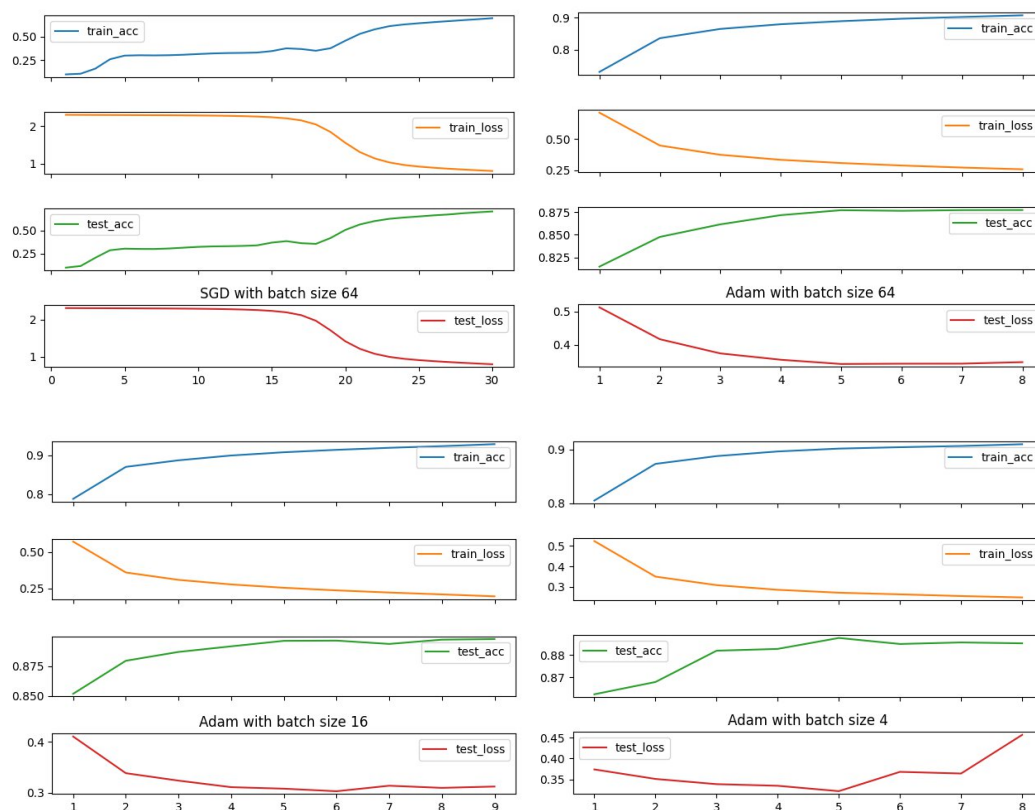 0.50
0.25
train_acc
2
1
train_loss
0.50
0.25
test_acc
SGD with batch size 64
2
1
test_loss
0 5 10 15 20 25 30
0.9
0.8
train_acc
0.50
0.25
train_loss
0.875
0.850
0.825
test_acc
Adam with batch size 64
0.5
0.4
test_loss
1 2 3 4 5 6 7 8
0.9
0.8
train_acc
0.50
0.25
train_loss
0.875
0.850
test_acc
Adam with batch size 16
0.4
0.3
test_loss
1 2 3 4 5 6 7 8 9
0.9
0.8
train_acc
0.5
0.4
0.3
train_loss
0.88
0.87
test_acc
Adam with batch size 4
0.45
0.35
test_loss
1 2 3 4 5 6 7 8